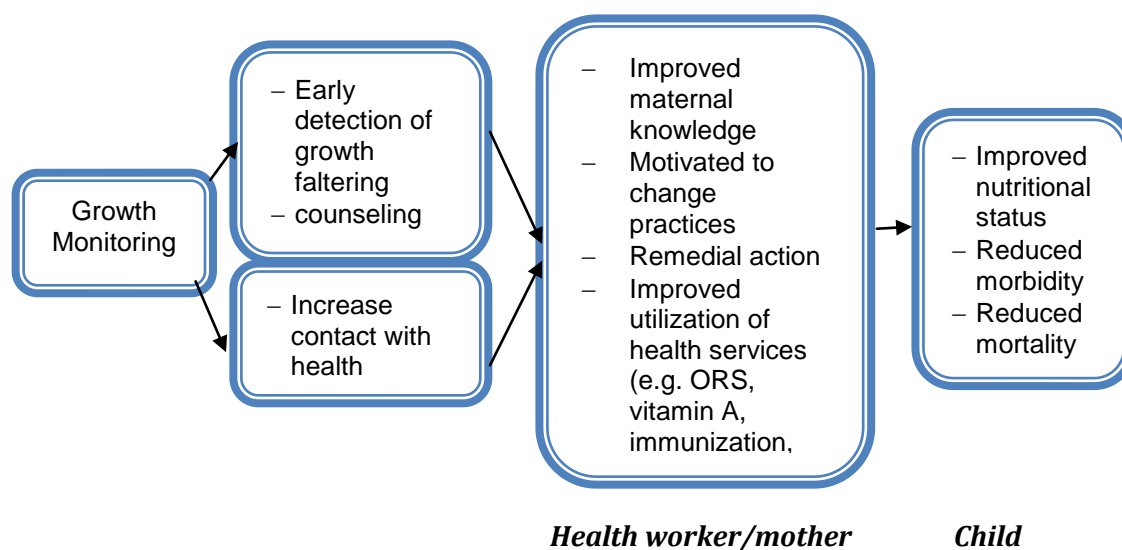 Growth
Monitoring
– Early
detection of
growth
faltering
– counseling
– Increase
contact with
health
– Improved
maternal
knowledge
– Motivated to
change
practices
– Remedial action
– Improved
utilization of
health services
(e.g. ORS,
vitamin A,
immunization,
– Improved
nutritional
status
– Reduced
morbidity
– Reduced
mortality
Health worker/mother
Child